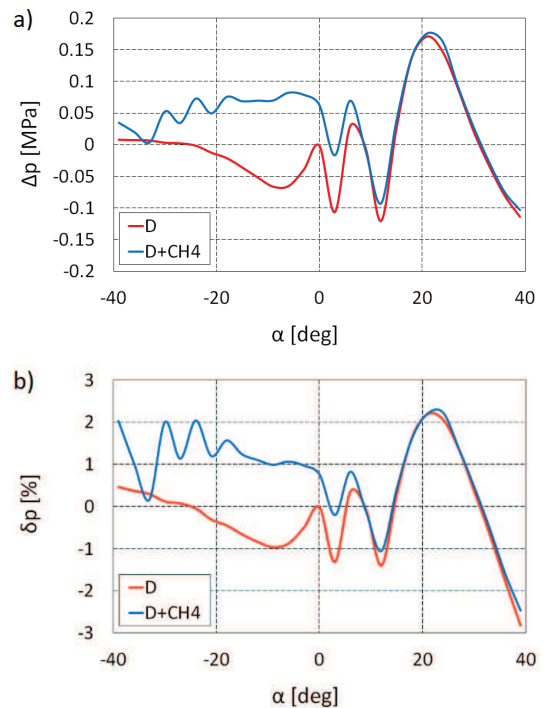 a)
0.2
0.15
0.1
0.05
0
-0.05
-0.1
-0.15
-0.2
Δp [MPa]
D
D+CH4
-40 -20 0 20 40
α [deg]
b)
3
2
1
0
-1
-2
-3
δp [%]
D
D+CH4
-40 -20 0 20 40
α [deg]